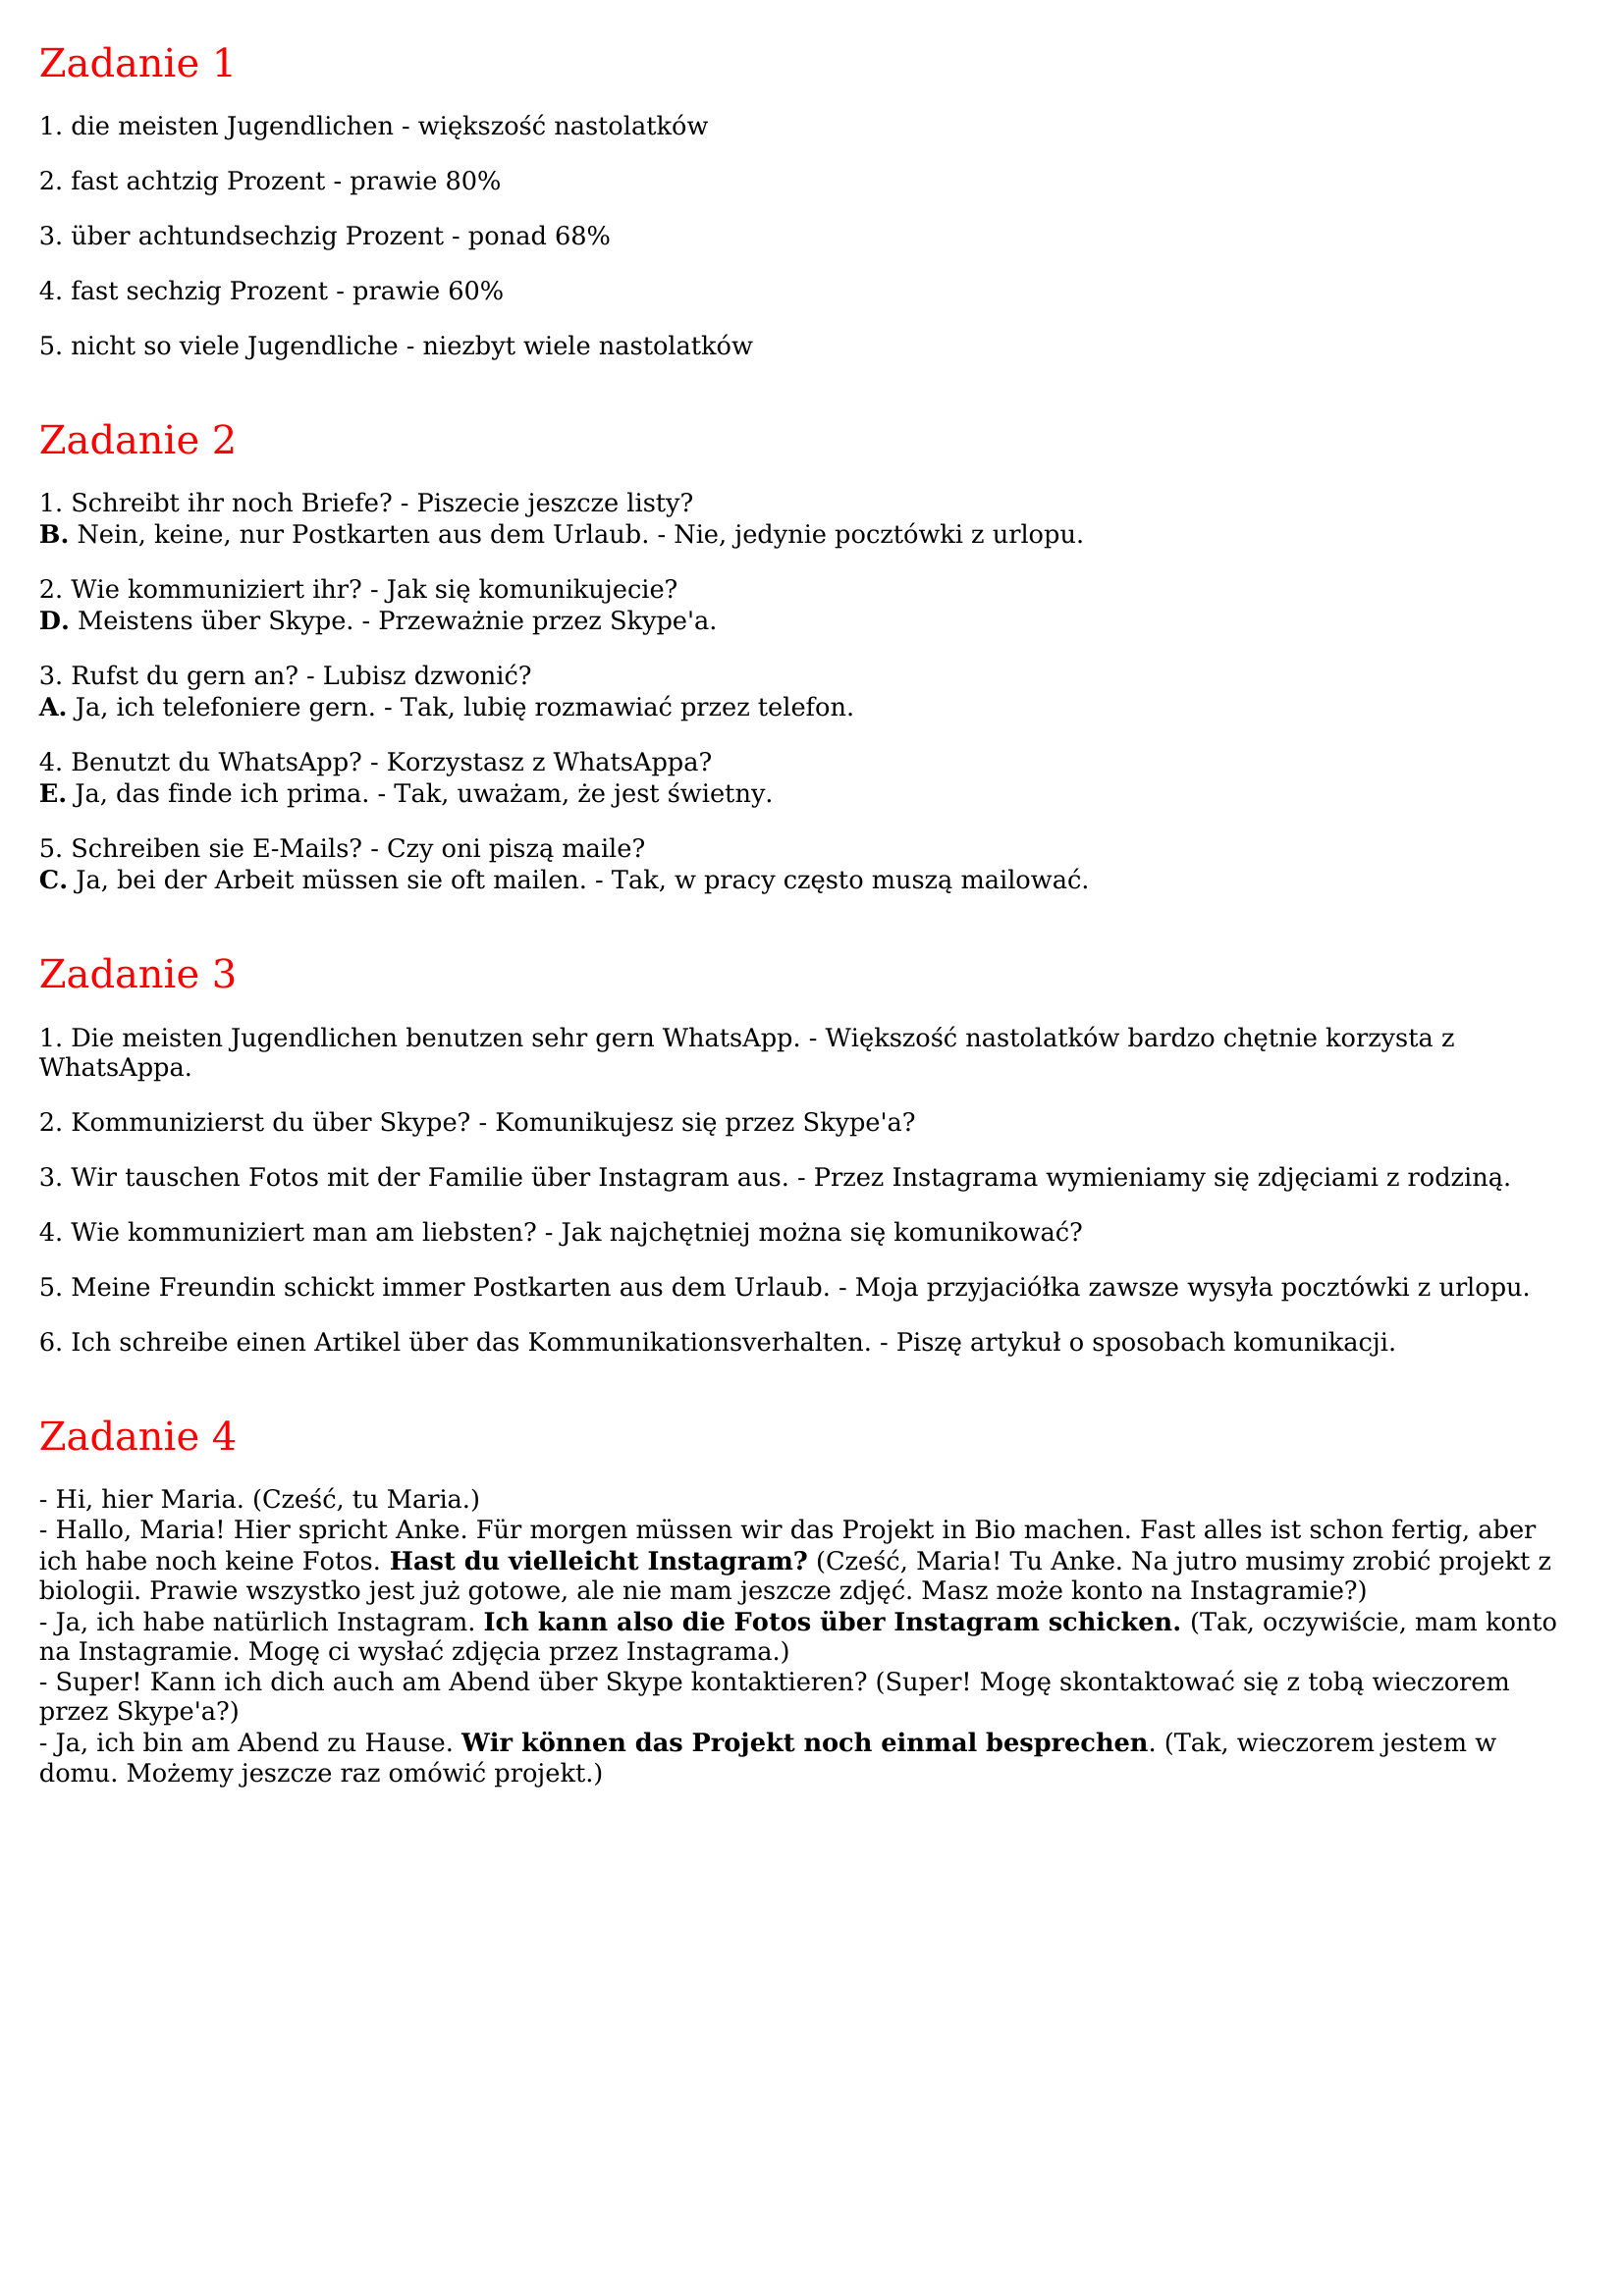 Zadanie 1
1. die meisten Jugendlichen - większość nastolatków
2. fast achtzig Prozent - prawie 80%
3. über achtundsechzig Prozent - ponad 68%
4. fast sechzig Prozent - prawie 60%
5. nicht so viele Jugendliche - niezbyt wiele nastolatków
Zadanie 2
1. Schreibt ihr noch Briefe? - Piszecie jeszcze listy?
B. Nein, keine, nur Postkarten aus dem Urlaub. - Nie, jedynie pocztówki z urlopu.
2. Wie kommuniziert ihr? - Jak się komunikujecie?
D. Meistens über Skype. - Przeważnie przez Skype'a.
3. Rufst du gern an? - Lubisz dzwonić?
A. Ja, ich telefoniere gern. - Tak, lubię rozmawiać przez telefon.
4. Benutzt du WhatsApp? - Korzystasz z WhatsAppa?
E. Ja, das finde ich prima. - Tak, uważam, że jest świetny.
5. Schreiben sie E-Mails? - Czy oni piszą maile?
C. Ja, bei der Arbeit müssen sie oft mailen. - Tak, w pracy często muszą mailować.
Zadanie 3
1. Die meisten Jugendlichen benutzen sehr gern WhatsApp. - Większość nastolatków bardzo chętnie korzysta z
WhatsAppa.
2. Kommunizierst du über Skype? - Komunikujesz się przez Skype'a?
3. Wir tauschen Fotos mit der Familie über Instagram aus. - Przez Instagrama wymieniamy się zdjęciami z rodziną.
4. Wie kommuniziert man am liebsten? - Jak najchętniej można się komunikować?
5. Meine Freundin schickt immer Postkarten aus dem Urlaub. - Moja przyjaciółka zawsze wysyła pocztówki z urlopu.
6. Ich schreibe einen Artikel über das Kommunikationsverhalten. - Piszę artykuł o sposobach komunikacji.
Zadanie 4
- Hi, hier Maria. (Cześć, tu Maria.)
- Hallo, Maria! Hier spricht Anke. Für morgen müssen wir das Projekt in Bio machen. Fast alles ist schon fertig, aber
ich habe noch keine Fotos. Hast du vielleicht Instagram? (Cześć, Maria! Tu Anke. Na jutro musimy zrobić projekt z
biologii. Prawie wszystko jest już gotowe, ale nie mam jeszcze zdjęć. Masz może konto na Instagramie?)
- Ja, ich habe natürlich Instagram. Ich kann also die Fotos über Instagram schicken. (Tak, oczywiście, mam konto
na Instagramie. Mogę ci wysłać zdjęcia przez Instagrama.)
- Super! Kann ich dich auch am Abend über Skype kontaktieren? (Super! Mogę skontaktować się z tobą wieczorem
przez Skype'a?)
- Ja, ich bin am Abend zu Hause. Wir können das Projekt noch einmal besprechen. (Tak, wieczorem jestem w
domu. Możemy jeszcze raz omówić projekt.)